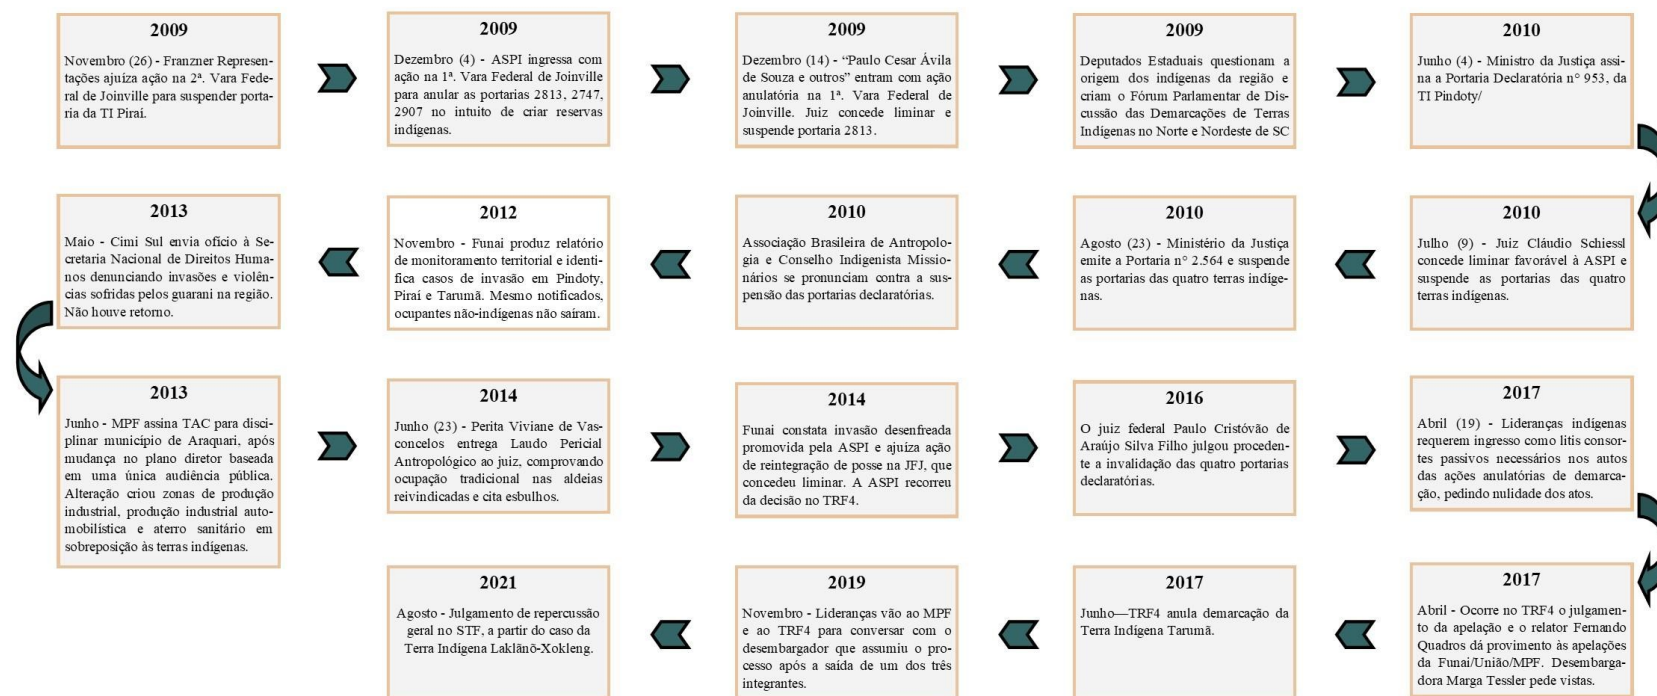 2009
Novembro (26) - Franzner Represen-
tações ajuíza ação na 2ª. Vara Fede-
ral de Joinville para suspender porta-
ria da TI Piraí.
2009
Dezembro (4) - ASPI ingressa com
ação na 1ª. Vara Federal de Joinville
para anular as portarias 2813, 2747,
2907 no intuito de criar reservas
indígenas.
2009
Dezembro (14) - “Paulo Cesar Ávila
de Souza e outros” entram com ação
anulatória na 1ª. Vara Federal de
Joinville. Juiz concede liminar e
suspende portaria 2813.
2009
Deputados Estaduais questionam a
origem dos indígenas da região e
criam o Fórum Parlamentar de Dis-
cussão das Demarcações de Terras
Indígenas no Norte e Nordeste de SC
2010
Junho (4) - Ministro da Justiça assi-
na a Portaria Declaratória n° 953, da
TI Pindoty/
2010
Julho (9) - Juiz Cláudio Schiessl
concede liminar favorável à ASPI e
suspende as portarias das quatro
terras indígenas.
2010
Agosto (23) - Ministério da Justiça
emite a Portaria n° 2.564 e suspende
as portarias das quatro terras indíge-
nas.
2010
Associação Brasileira de Antropolo-
gia e Conselho Indigenista Missio-
nários se pronunciam contra a sus-
pensão das portarias declaratórias.
2012
Novembro - Funai produz relatório
de monitoramento territorial e identi-
fica casos de invasão em Pindoty,
Piraí e Tarumã. Mesmo notificados,
ocupantes não-indígenas não saíram.
2013
Maio - Cimi Sul envia ofício à Se-
cretaria Nacional de Direitos Huma-
nos denunciando invasões e violên-
cias sofridas pelos guarani na região.
Não houve retorno.
2013
Junho - MPF assina TAC para disci-
plinar município de Araquari, após
mudança no plano diretor baseada
em uma única audiência pública.
Alteração criou zonas de produção
industrial, produção industrial auto-
mobilística e aterro sanitário em
sobreposição às terras indígenas.
2014
Junho (23) - Perita Viviane de Vas-
concelos entrega Laudo Pericial
Antropológico ao juiz, comprovando
ocupação tradicional nas aldeias
reivindicadas e cita esbulhos.
2014
Funai constata invasão desenfreada
promovida pela ASPI e ajuíza ação
de reintegração de posse na JFJ, que
concedeu liminar. A ASPI recorreu
da decisão no TRF4.
2016
O juiz federal Paulo Cristóvão de
Araújo Silva Filho julgou proceden-
te a invalidação das quatro portarias
declaratórias.
2017
Abril (19) - Lideranças indígenas
requerem ingresso como litis consor-
tes passivos necessários nos autos
das ações anulatórias de demarca-
ção, pedindo nulidade dos atos.
2017
Abril - Ocorre no TRF4 o julgamen-
to da apelação e o relator Fernando
Quadros dá provimento às apelações
da Funai/União/MPF. Desembarga-
dora Marga Tessler pede vistas.
2017
Junho—TRF4 anula demarcação da
Terra Indígena Tarumã.
2019
Novembro - Lideranças vão ao MPF
e ao TRF4 para conversar com o
desembargador que assumiu o pro-
cesso após a saída de um dos três
integrantes.
2021
Agosto - Julgamento de repercussão
geral no STF, a partir do caso da
Terra Indígena Laklãnõ-Xokleng.